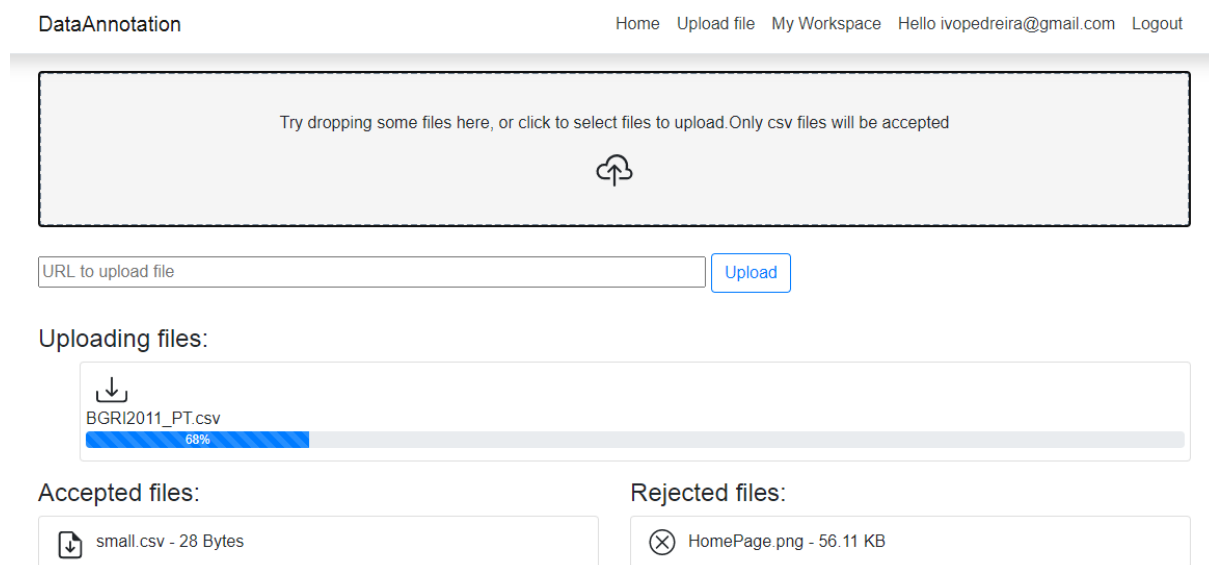 DataAnnotation Home Upload file My Workspace Hello ivopedreira@gmail.com Logout
Try dropping some files here, or click to select files to upload.Only csv files will be accepted
URL to upload file Upload
Uploading files:
BGRI2011_PT.csv
68%
Accepted files: Rejected files:
small.csv - 28 Bytes HomePage.png - 56.11 KB